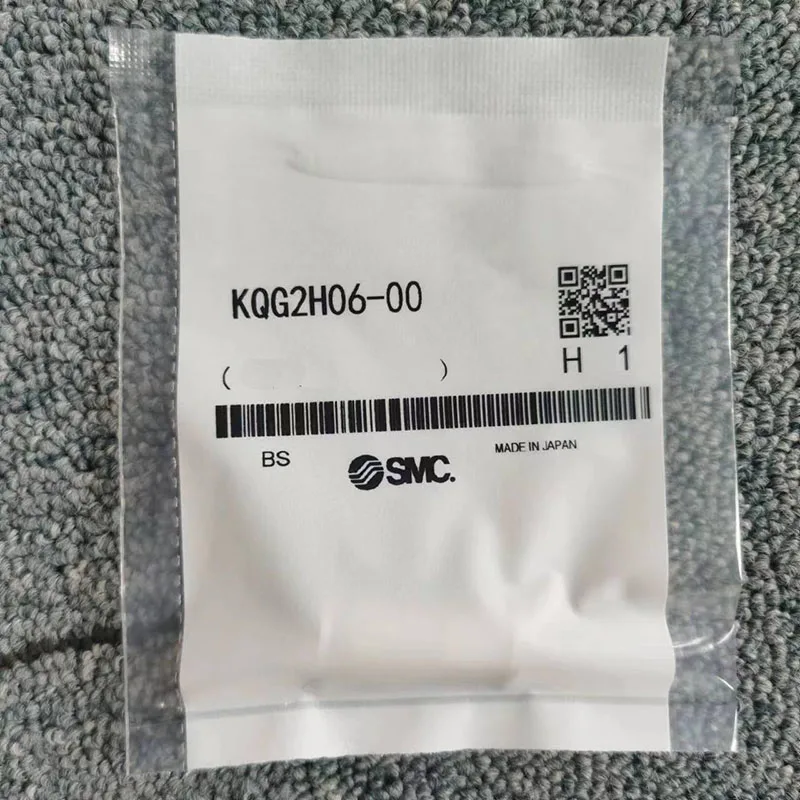 KQG2H06-00
H 1
( )
BS
SMC.
MADE IN JAPAN